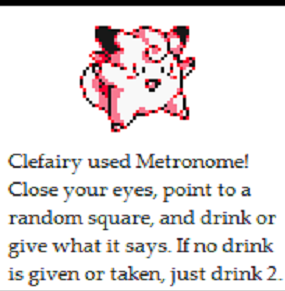 Clefairy used Metronome!
Close your eyes, point to a
random square, and drink or
give what it says. If no drink
is given or taken, just drink 2.